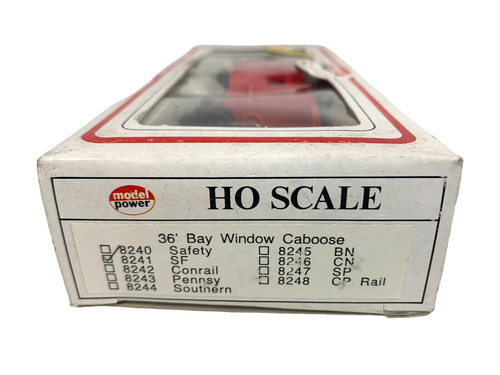 model
power
HO SCALE
36' Bay Window Caboose
8240 Safety
8241 SF
8242 Conrail
8243 Pennsy
8244 Southern
8245 BN
8246 CN
8247 SP
8248 CP Rail